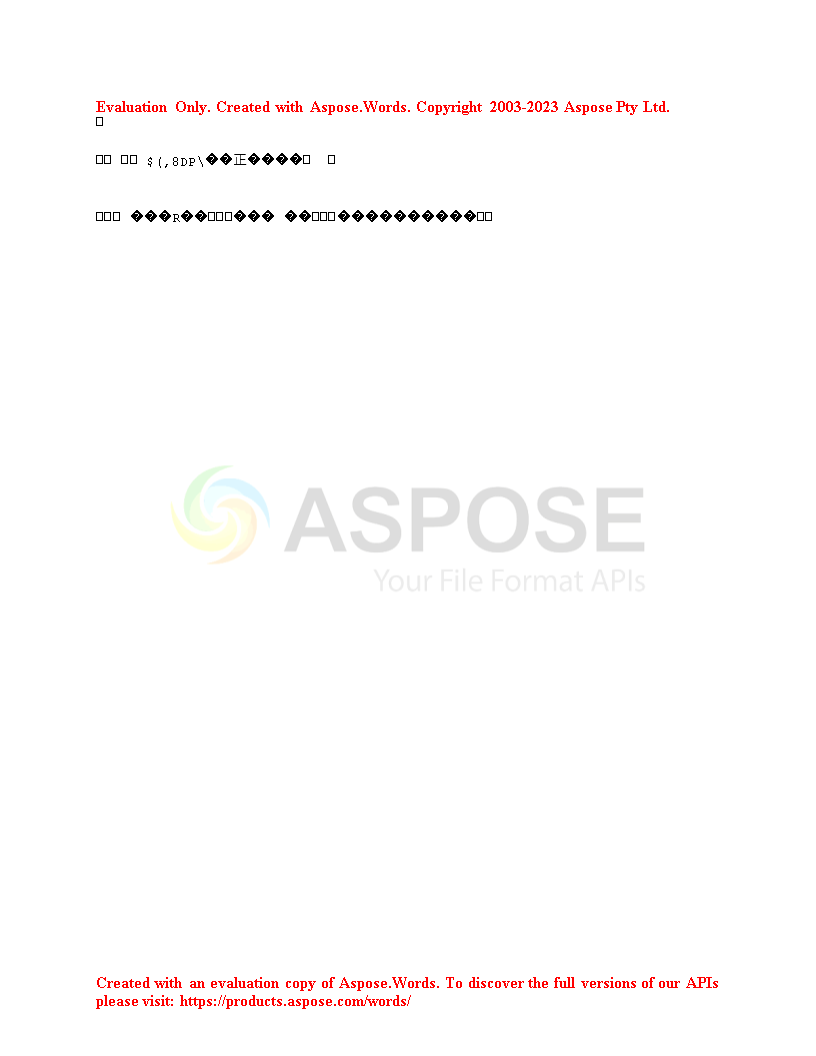 Evaluation Only. Created with Aspose.Words. Copyright 2003-2023 Aspose Pty Ltd.
$(,8DP\��正����
���R�� ��� �� ����������
ASPOSE
Your File Format APIs
Created with an evaluation copy of Aspose.Words. To discover the full versions of our APIs
please visit: https://products.aspose.com/words/